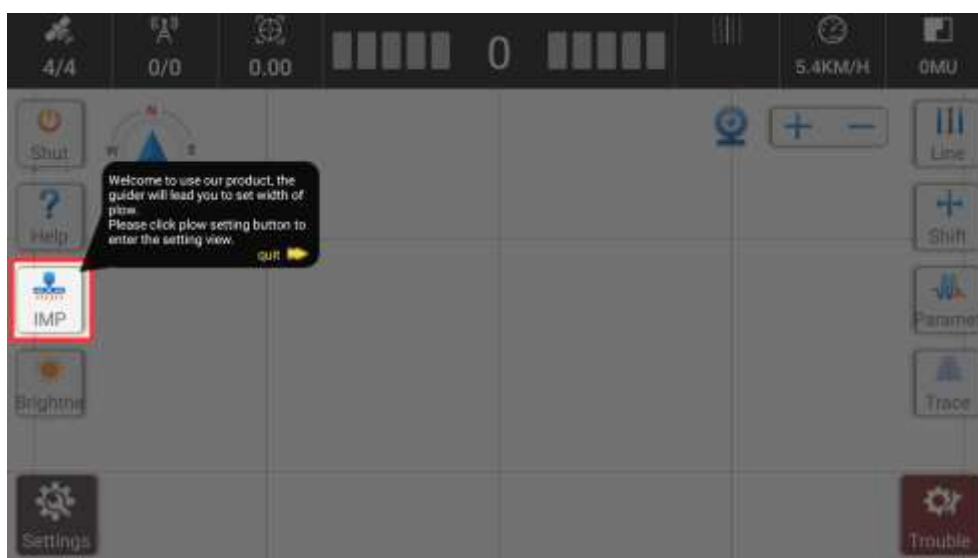 4/4
0/0
0.00
0
5.4KM/H
0MU
Shut
N
W
Line
Welcome to use our product, the
guider will lead you to set width of
plow.
Please click plow setting button to
enter the setting view.
quit
Help
Shift
IMP
Paramet
Brightne
Trace
Settings
Trouble